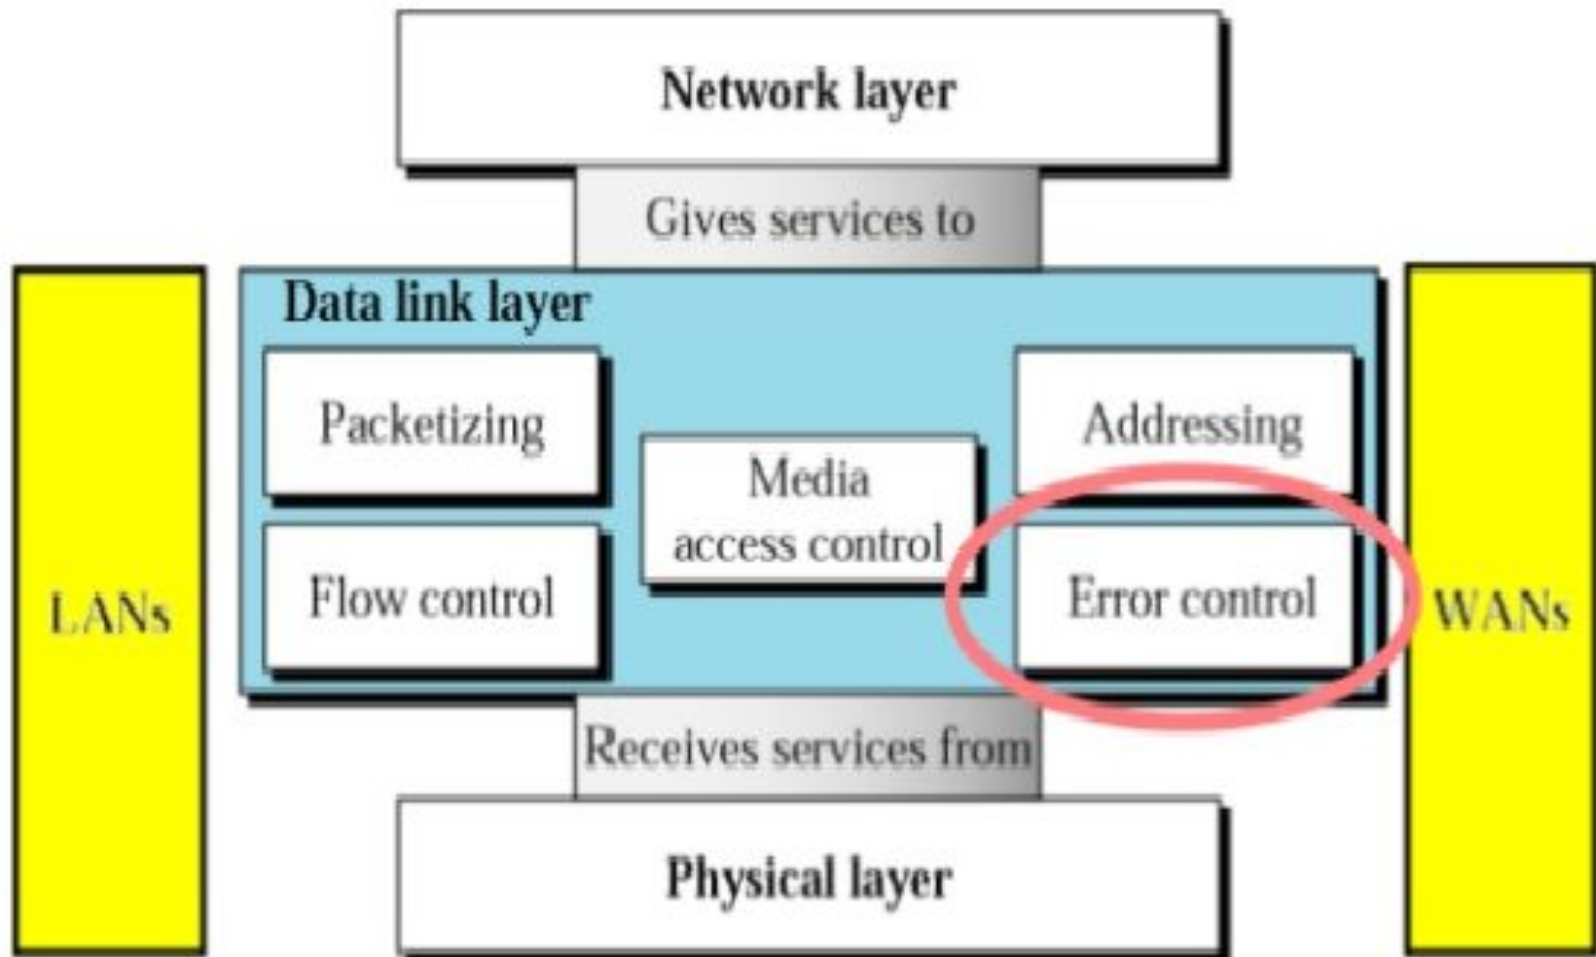 Network layer
Gives services to
Data link layer
Packetizing
Addressing
Media
access control
Flow control
Error control
LANs
WANs
Receives services from
Physical layer